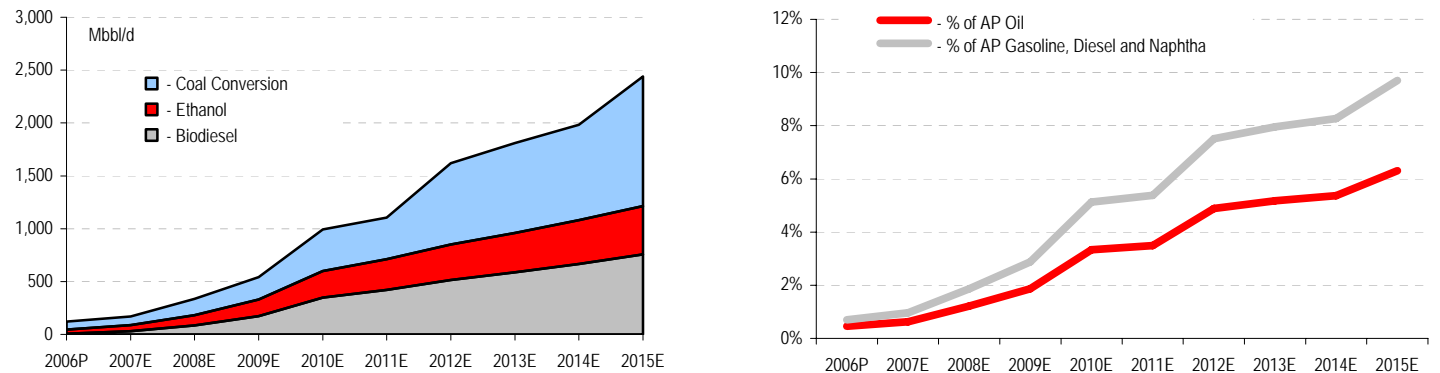 3,000
Mbbl/d
2,500
- Coal Conversion
- Ethanol
2,000
- Biodiesel
1,500
1,000
500
0
2006P 2007E 2008E 2009E 2010E 2011E 2012E 2013E 2014E 2015E
12%
- % of AP Oil
- % of AP Gasoline, Diesel and Naphtha
10%
8%
6%
4%
2%
0%
2006P 2007E 2008E 2009E 2010E 2011E 2012E 2013E 2014E 2015E